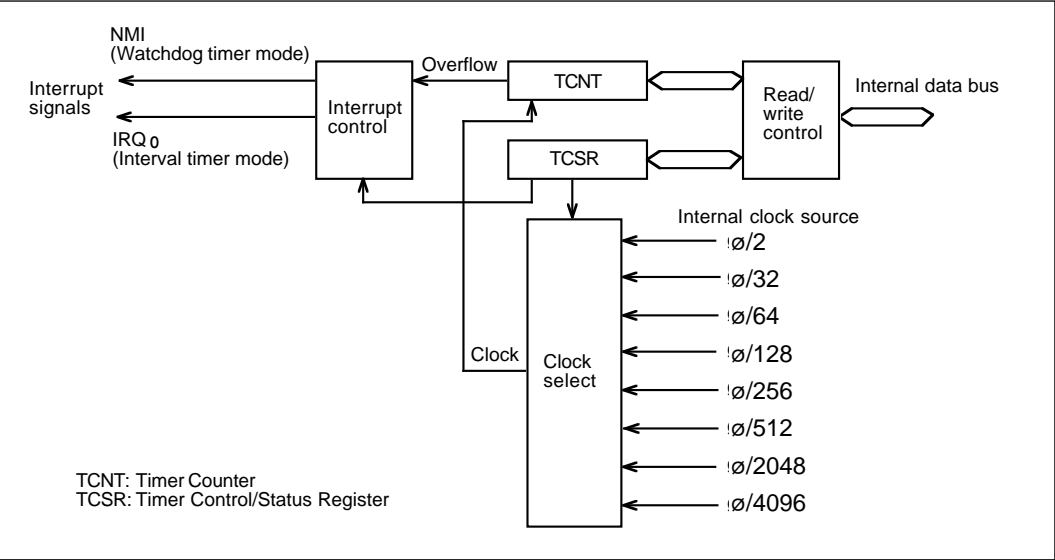 NMI
(Watchdog timer mode)
Interrupt
signals
IRQ0
(Interval timer mode)
Interrupt
control
Overflow
TCNT
TCSR
Read/
write
control
Internal data bus
Internal clock source
ø/2
ø/32
ø/64
ø/128
ø/256
ø/512
ø/2048
ø/4096
Clock
Clock
select
TCNT: Timer Counter
TCSR: Timer Control/Status Register